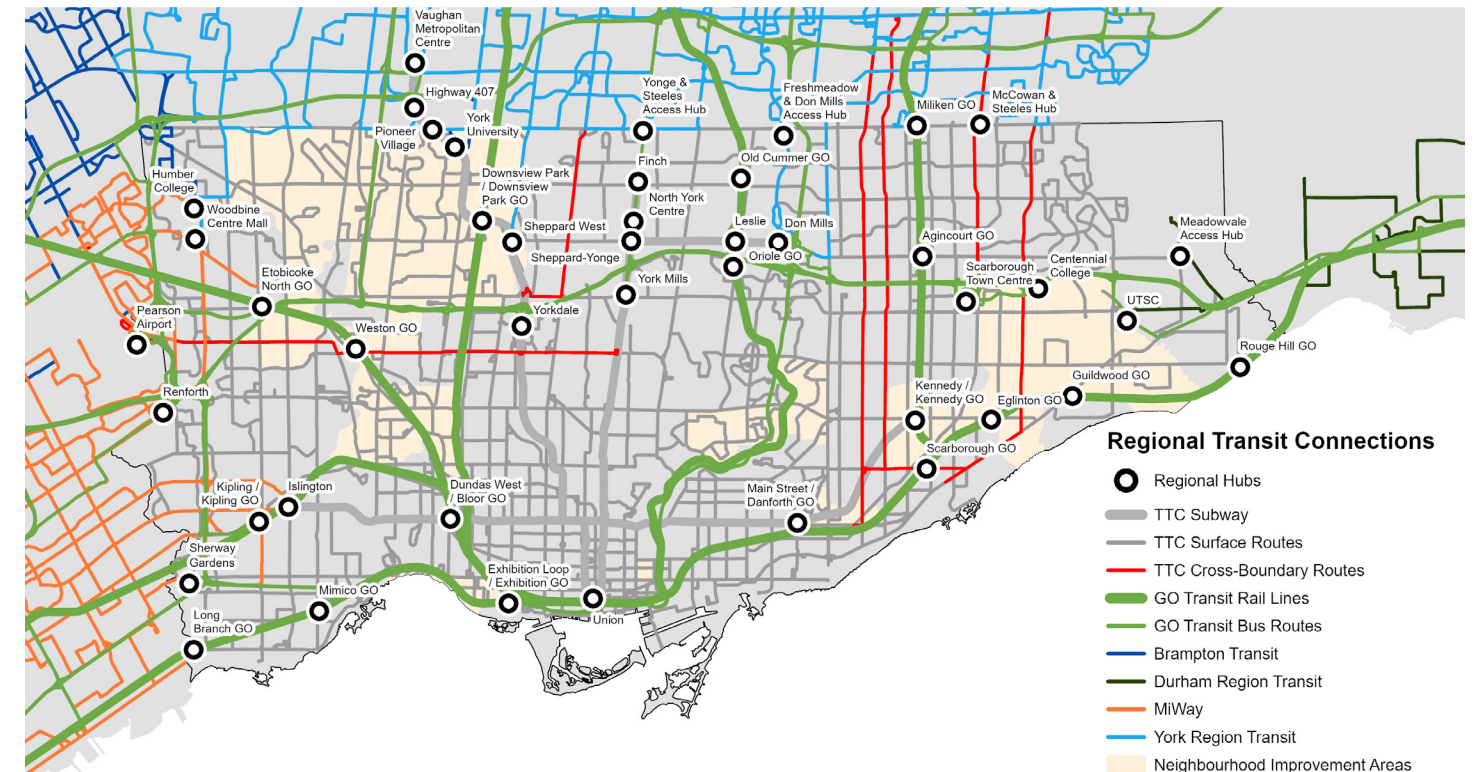 Vaughan
Metropolitan
Centre
Highway 407
Pioneer
Village
York
University
Yonge &
Steeles
Access Hub
Freshmeadow
& Don Mills
Access Hub
Miliken GO
McCowan &
Steeles Hub
Humber
College
Woodbine
Centre Mall
Downsview Park
/ Downsview
Park GO
Finch
Old Cummer GO
North York
Centre
Sheppard West
Leslie
Don Mills
Sheppard-Yonge
Oriole GO
Agincourt GO
Meadowvale
Access Hub
Etobicoke
North GO
York Mills
Scarborough
Town Centre
Centennial
College
Pearson
Airport
Yorkdale
UTSC
Weston GO
Rouge Hill GO
Renforth
Kennedy /
Kennedy GO
Eglinton GO
Guildwood GO
Scarborough GO
Kipling /
Kipling GO
Islington
Dundas West
/ Bloor GO
Main Street /
Danforth GO
Sherway
Gardens
Mimico GO
Exhibition Loop
/ Exhibition GO
Union
Long
Branch GO
Regional Transit Connections
Regional Hubs
TTC Subway
TTC Surface Routes
TTC Cross-Boundary Routes
GO Transit Rail Lines
GO Transit Bus Routes
Brampton Transit
Durham Region Transit
MiWay
York Region Transit
Neighbourhood Improvement Areas